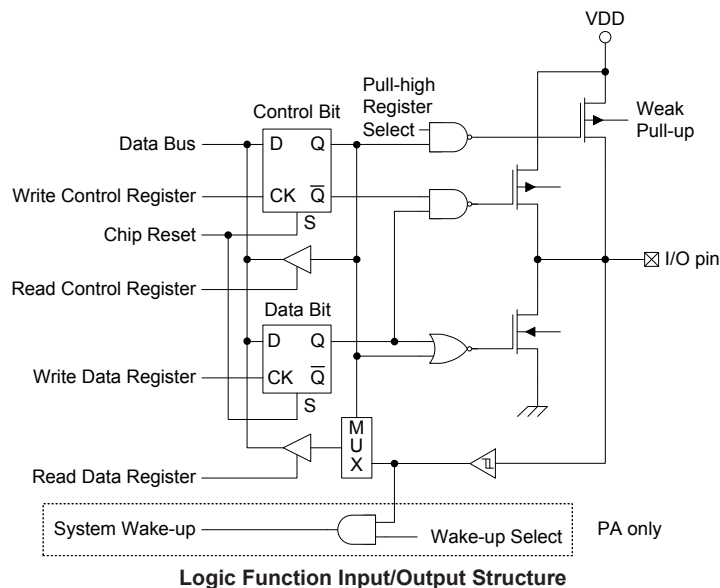 VDD
Pull-high
Register
Select
Weak
Pull-up
Control Bit
Data Bus
D
Q
Write Control Register
CK
Q
S
Chip Reset
I/O pin
Read Control Register
Data Bit
D
Q
Write Data Register
CK
Q
S
M
U
X
Read Data Register
System Wake-up
Wake-up Select
PA only
Logic Function Input/Output Structure